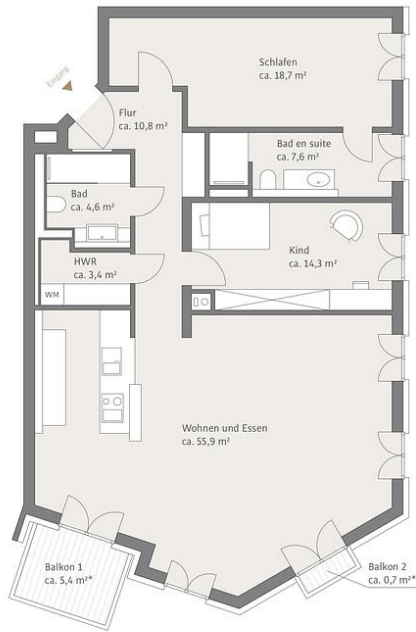 Schlafen
ca. 18,7 m²
Eingang
Flur
ca. 10,8 m²
Bad en suite
ca. 7,6 m²
Bad
ca. 4,6 m²
Kind
ca. 14,3 m²
HWR
ca. 3,4 m²
WM
Wohnen und Essen
ca. 55,9 m²
Balkon 1
ca. 5,4 m²*
Balkon 2
ca. 0,7 m²*